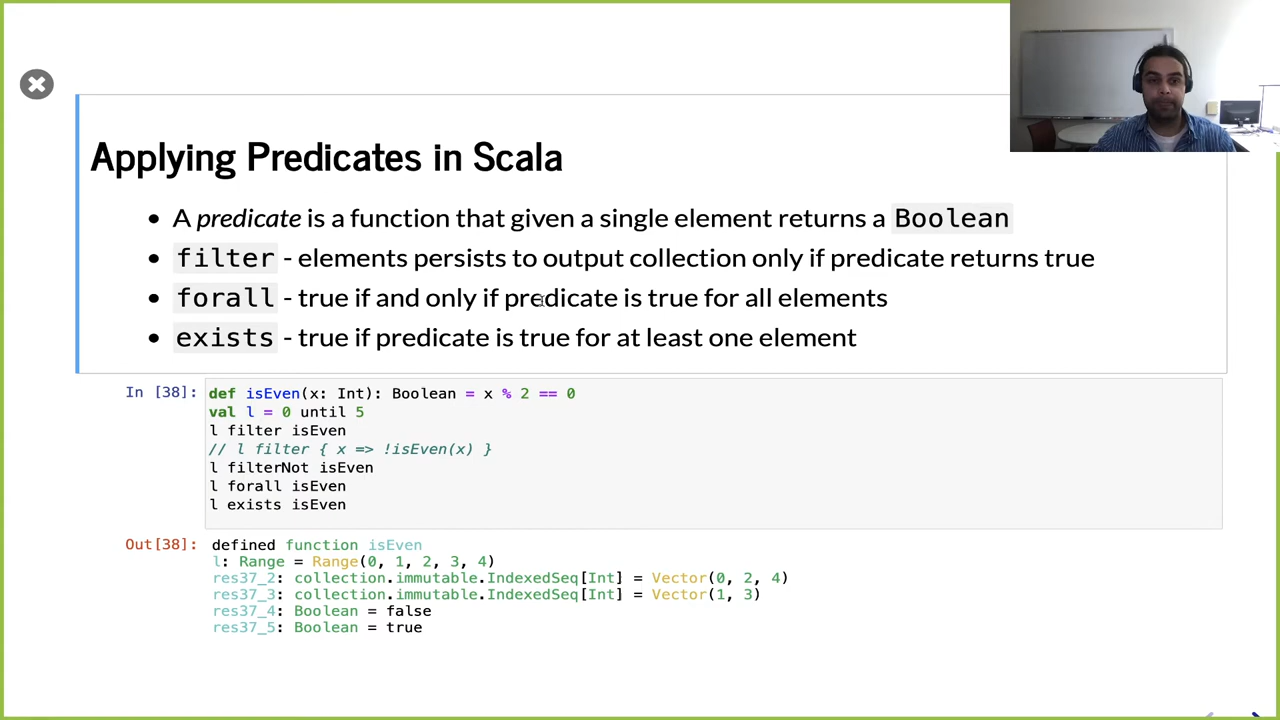 Applying Predicates in Scala
• A predicate is a function that given a single element returns a Boolean
• filter - elements persists to output collection only if predicate returns true
• forall - true if and only if predicate is true for all elements
• exists - true if predicate is true for at least one element
In [38]: def isEven(x: Int): Boolean = x % 2 == 0
val l = 0 until 5
l filter isEven
// l filter { x => !isEven(x) }
l filterNot isEven
l forall isEven
l exists isEven
Out[38]: defined function isEven
l: Range = Range(0, 1, 2, 3, 4)
res37_2: collection.immutable.IndexedSeq[Int] = Vector(0, 2, 4)
res37_3: collection.immutable.IndexedSeq[Int] = Vector(1, 3)
res37_4: Boolean = false
res37_5: Boolean = true